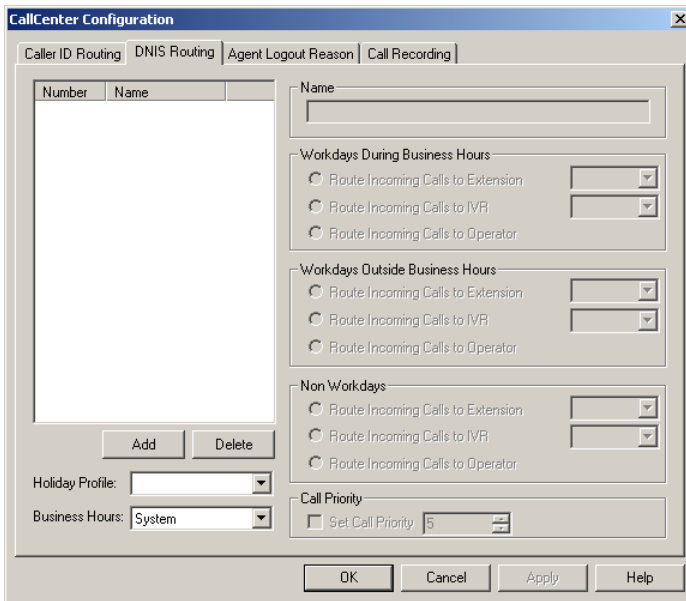 CallCenter Configuration
Caller ID Routing DNIS Routing Agent Logout Reason Call Recording
Number Name
Name
Workdays During Business Hours
Route Incoming Calls to Extension
Route Incoming Calls to IVR
Route Incoming Calls to Operator
Workdays Outside Business Hours
Route Incoming Calls to Extension
Route Incoming Calls to IVR
Route Incoming Calls to Operator
Non Workdays
Route Incoming Calls to Extension
Route Incoming Calls to IVR
Route Incoming Calls to Operator
Add Delete
Holiday Profile:
Business Hours: System
Call Priority
Set Call Priority 5
OK Cancel Apply Help